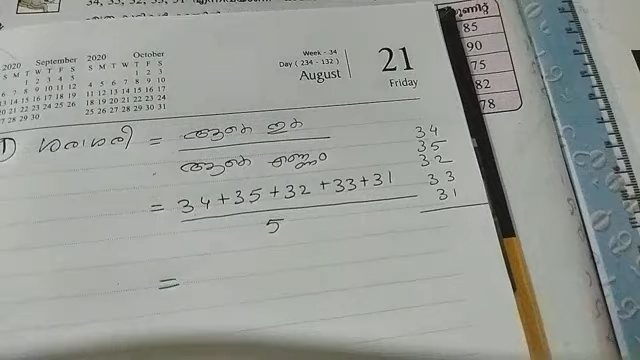 34, 33, 32, 35, 31
2020 September 2020 October
S M T W T F S S M T W T F S
1 2 3 4 5 1 2 3
6 7 8 9 10 11 12 4 5 6 7 8 9 10
13 14 15 16 17 18 19 11 12 13 14 15 16 17
20 21 22 23 24 25 26 18 19 20 21 22 23 24
27 28 29 30 25 26 27 28 29 30 31
Week - 34
Day ( 234 - 132 )
August
21
Friday
85
90
75
82
78
1 ശരാശരി = തുക
എണ്ണം
= 34+35+32+33+31
5
=
34
35
32
33
31